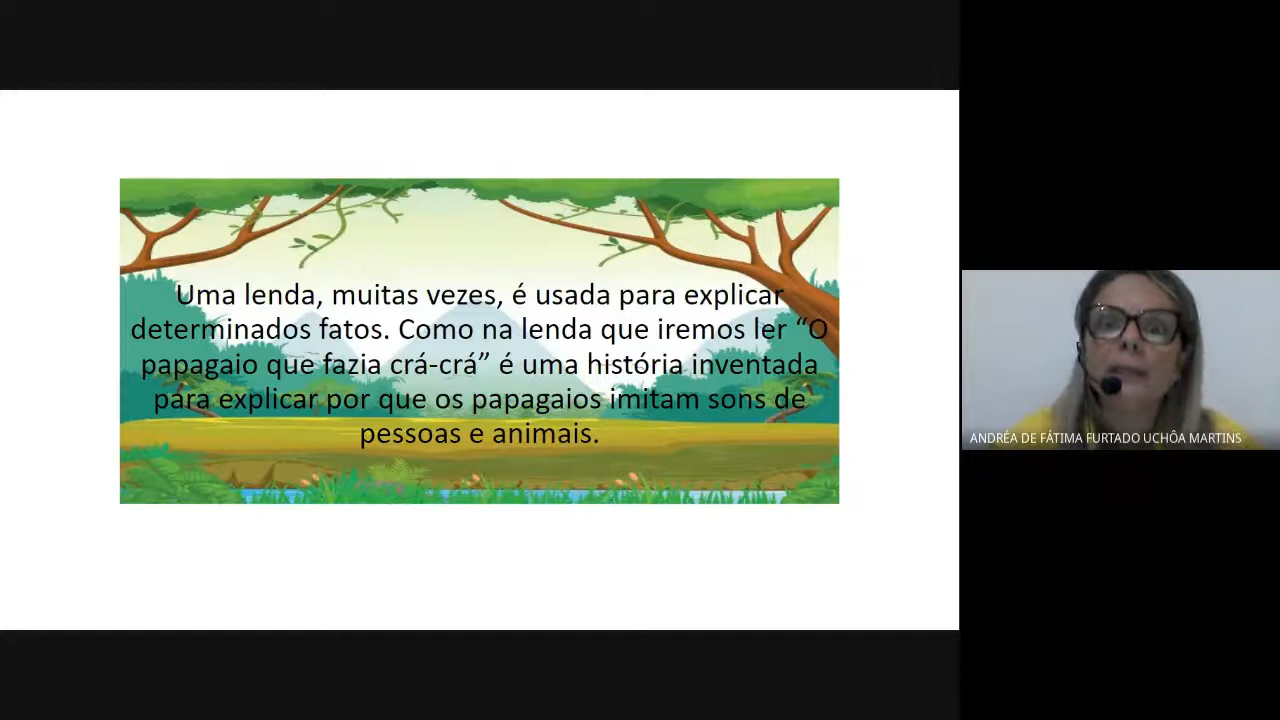 Uma lenda, muitas vezes, é usada para explicar
determinados fatos. Como na lenda que iremos ler “O
papagaio que fazia crá-crá” é uma história inventada
para explicar por que os papagaios imitam sons de
pessoas e animais.
ANDRÉA DE FÁTIMA FURTADO UCHÔA MARTINS